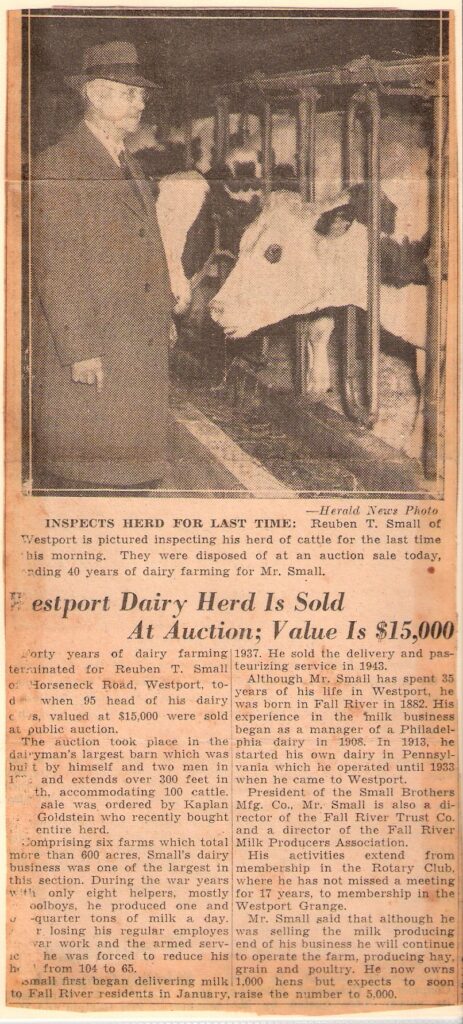 —Herald News Photo
INSPECTS HERD FOR LAST TIME: Reuben T. Small of
Westport is pictured inspecting his herd of cattle for the last time
his morning. They were disposed of at an auction sale today,
nding 40 years of dairy farming for Mr. Small.
Westport Dairy Herd Is Sold
At Auction; Value Is $15,000
Forty years of dairy farming
terminated for Reuben T. Small
of Horseneck Road, Westport, to-
d when 95 head of his dairy
valued at $15,000 were sold
at public auction.
The auction took place in the
dairyman's largest barn which was
built by himself and two men in
and extends over 300 feet in
th, accommodating 100 cattle.
sale was ordered by Kaplan
Goldstein who recently bought
entire herd.
Comprising six farms which total
more than 600 acres, Small's dairy
business was one of the largest in
this section. During the war years
with only eight helpers, mostly
oolboys, he produced one and
-quarter tons of milk a day.
r losing his regular employes
war work and the armed serv-
he was forced to reduce his
from 104 to 65.
Small first began delivering milk
to Fall River residents in January,
1937. He sold the delivery and pas-
teurizing service in 1943.
Although Mr. Small has spent 35
years of his life in Westport, he
was born in Fall River in 1882. His
experience in the milk business
began as a manager of a Philadel-
phia dairy in 1908. In 1913, he
started his own dairy in Pennsyl-
vania which he operated until 1933
when he came to Westport.
President of the Small Brothers
Mfg. Co., Mr. Small is also a di-
rector of the Fall River Trust Co.
and a director of the Fall River
Milk Producers Association.
His activities extend from
membership in the Rotary Club,
where he has not missed a meeting
for 17 years, to membership in the
Westport Grange.
Mr. Small said that although he
was selling the milk producing
end of his business he will continue
to operate the farm, producing hay,
grain and poultry. He now owns
1,000 hens but expects to soon
raise the number to 5,000.